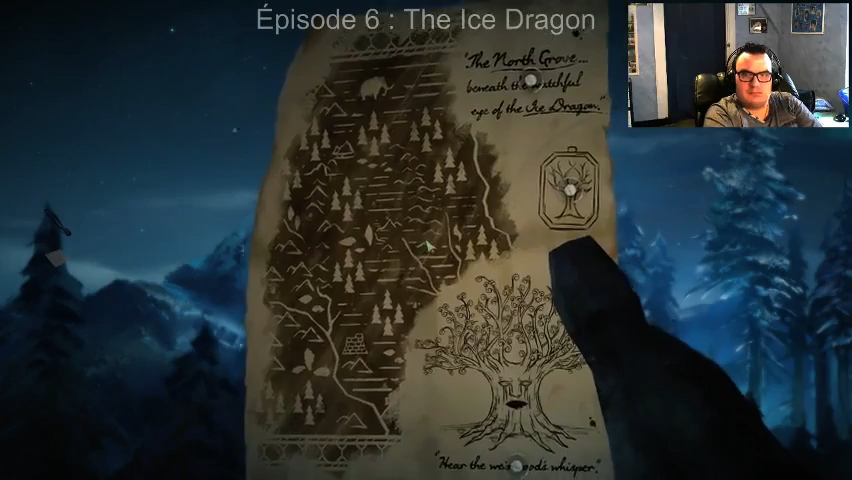 Épisode 6 : The Ice Dragon
"The North Grove...
beneath the watchful
eye of the Ice Dragon."
"Hear the weirwood's whisper."